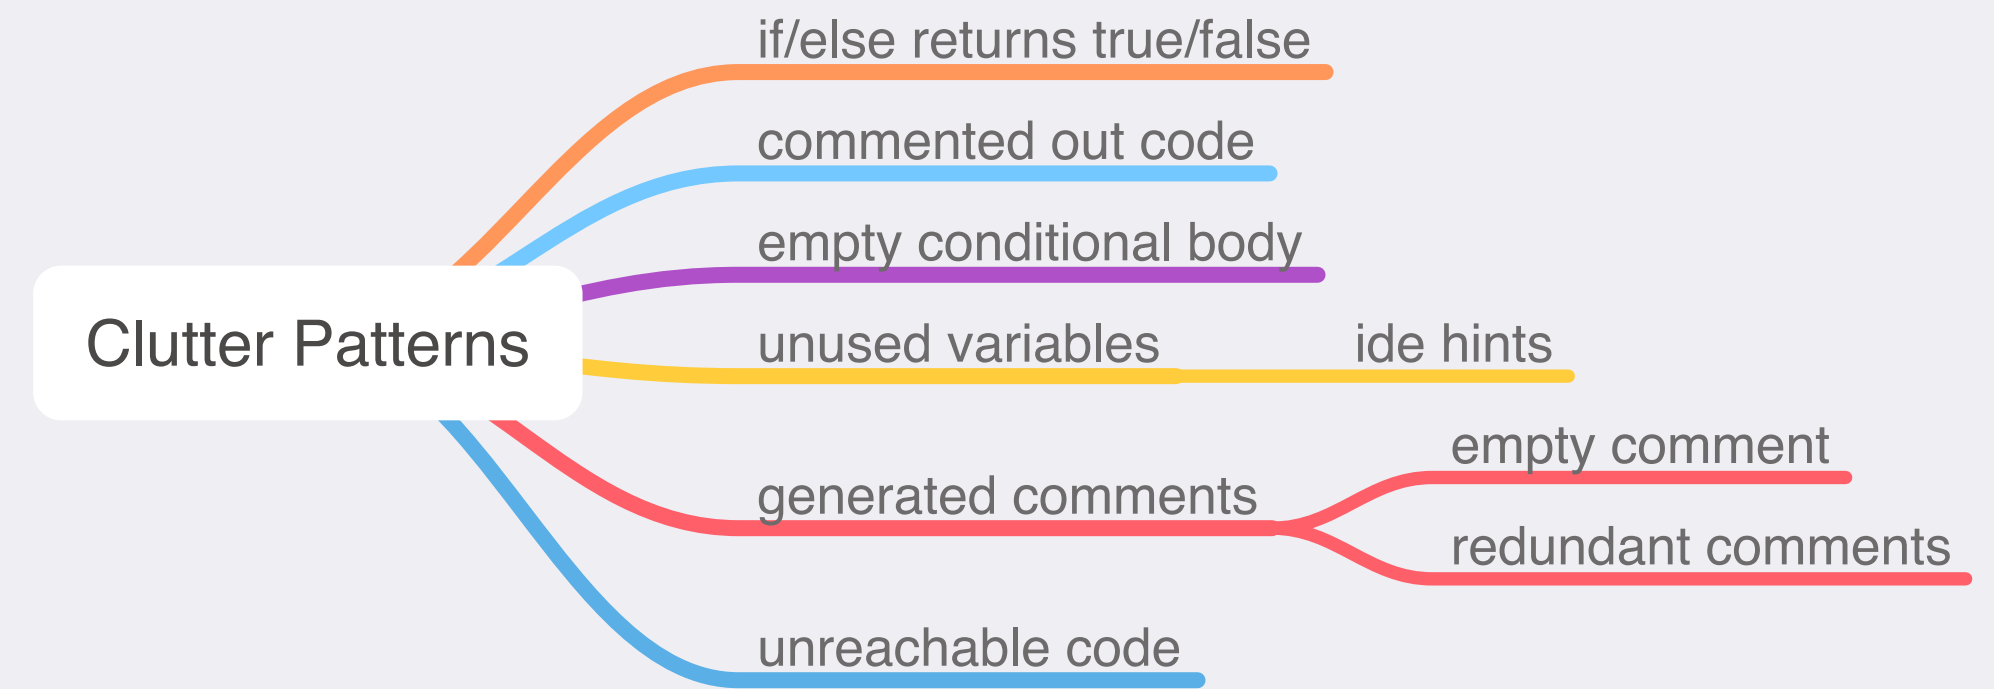 if/else returns true/false
commented out code
empty conditional body
Clutter Patterns
unused variables
ide hints
empty comment
generated comments
redundant comments
unreachable code